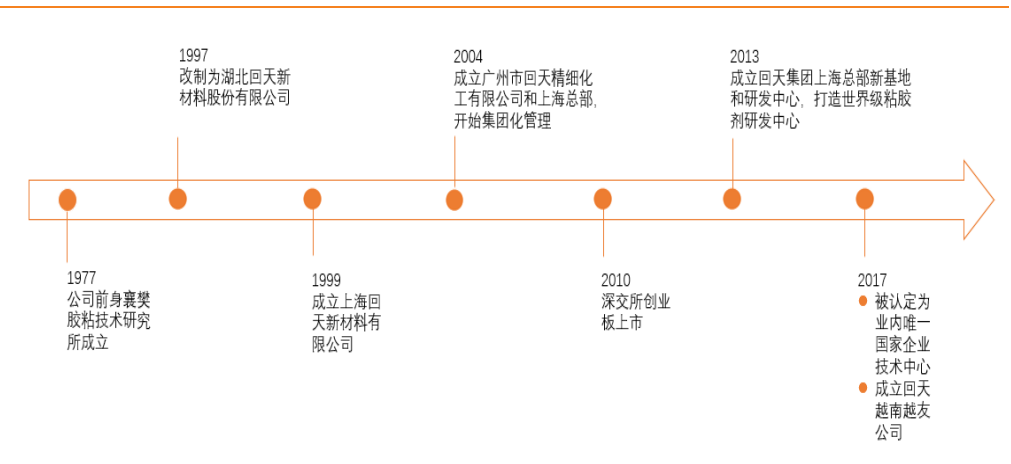 1997
改制为湖北回天新
材料股份有限公司
2004
成立广州市回天精细化
工有限公司和上海总部,
开始集团化管理
2013
成立回天集团上海总部新基地
和研发中心，打造世界级粘胶
剂研发中心
1977
公司前身襄樊
胶粘技术研究
所成立
1999
成立上海回
天新材料有
限公司
2010
深交所创业
板上市
2017
被认定为
业内唯一
国家企业
技术中心
成立回天
越南越友
公司